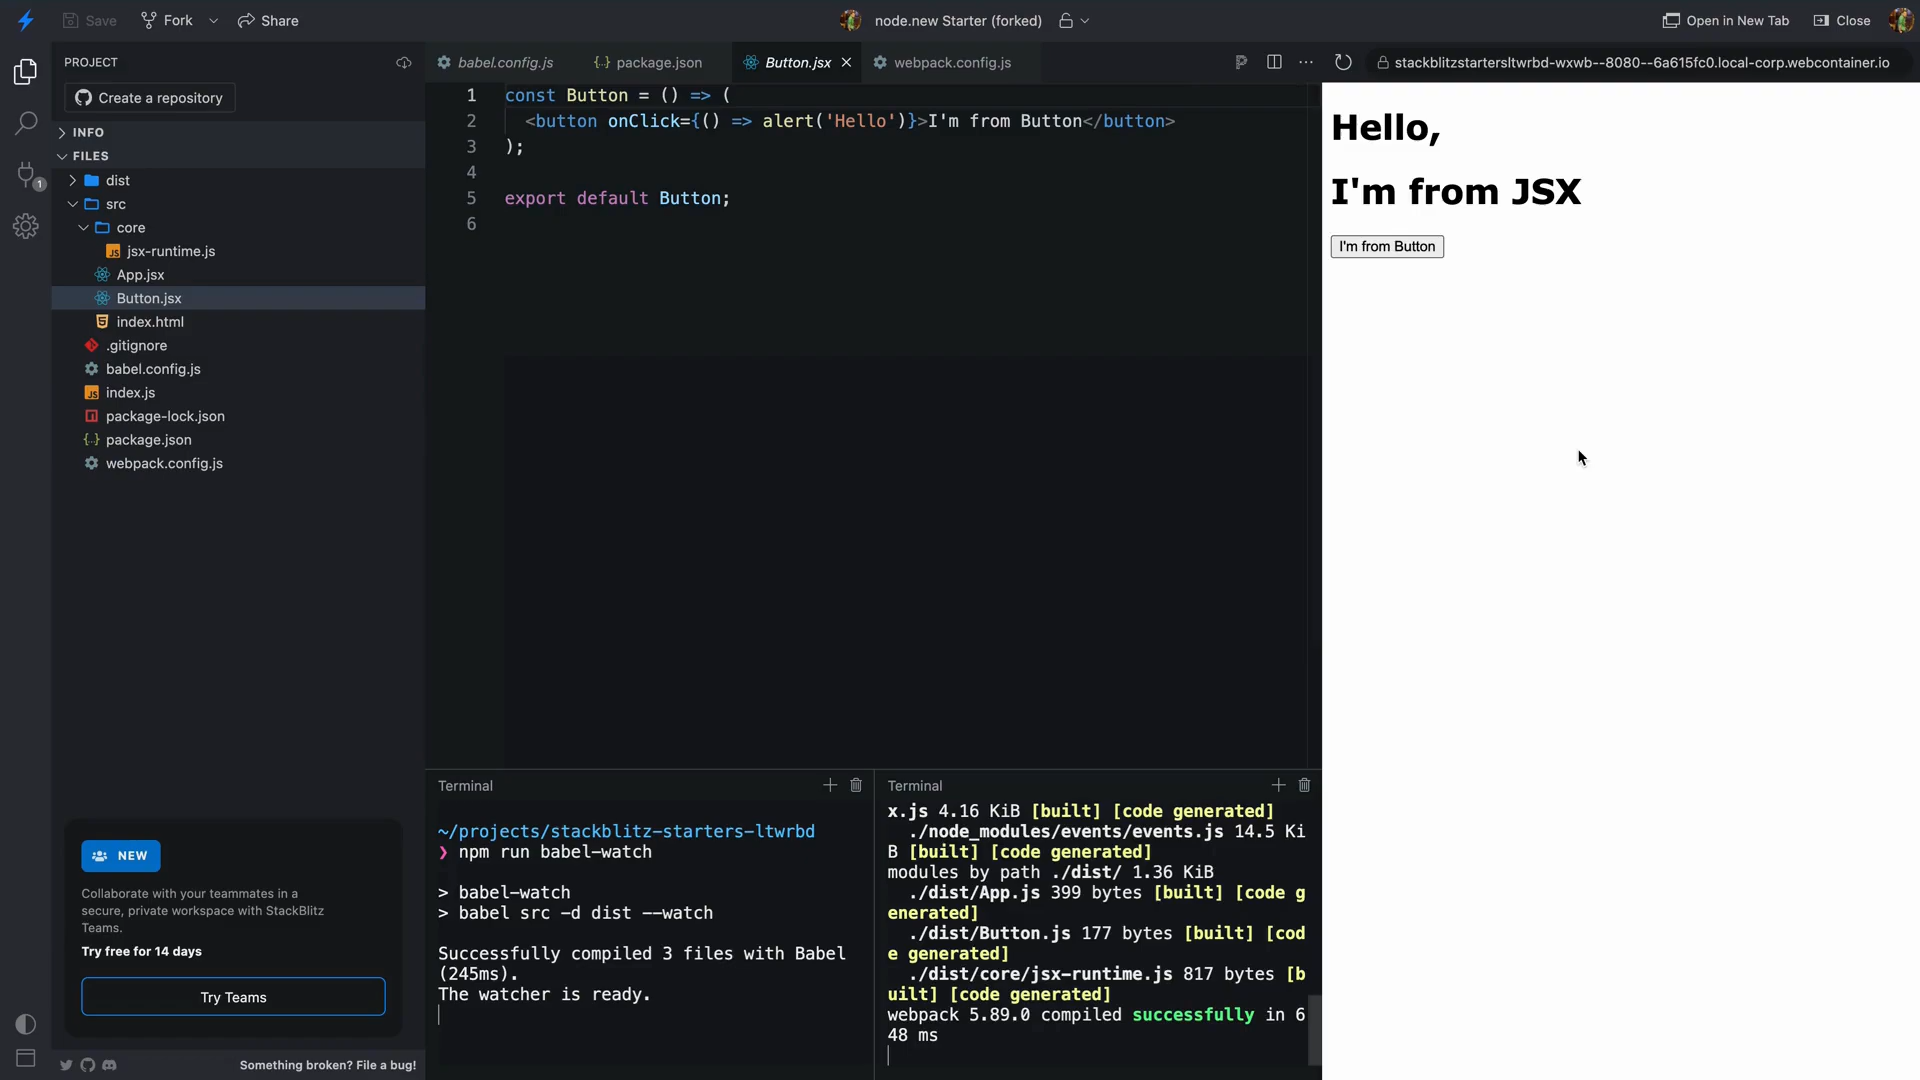 Save
Fork
Share
node.new Starter (forked)
Open in New Tab
Close
PROJECT
Create a repository
INFO
FILES
dist
src
core
jsx-runtime.js
App.jsx
Button.jsx
index.html
.gitignore
babel.config.js
index.js
package-lock.json
package.json
webpack.config.js
1
NEW
Collaborate with your teammates in a
secure, private workspace with StackBlitz
Teams.
Try free for 14 days
Try Teams
Something broken? File a bug!
babel.config.js
package.json
Button.jsx
webpack.config.js
1 const Button = () => (
2 <button onClick={() => alert('Hello')}>I'm from Button</button>
3 );
4
5 export default Button;
6
Terminal
~/projects/stackblitz-starters-ltwrbd
❯ npm run babel-watch
> babel-watch
> babel src -d dist --watch
Successfully compiled 3 files with Babel
(245ms).
The watcher is ready.
Terminal
x.js 4.16 KiB [built] [code generated]
./node_modules/events/events.js 14.5 Ki
B [built] [code generated]
modules by path ./dist/ 1.36 KiB
./dist/App.js 399 bytes [built] [code g
enerated]
./dist/Button.js 177 bytes [built] [cod
e generated]
./dist/core/jsx-runtime.js 817 bytes [b
uilt] [code generated]
webpack 5.89.0 compiled successfully in 6
48 ms
stackblitzstartersltwrbd-wxwb--8080--6a615fc0.local-corp.webcontainer.io
Hello,
I'm from JSX
I'm from Button